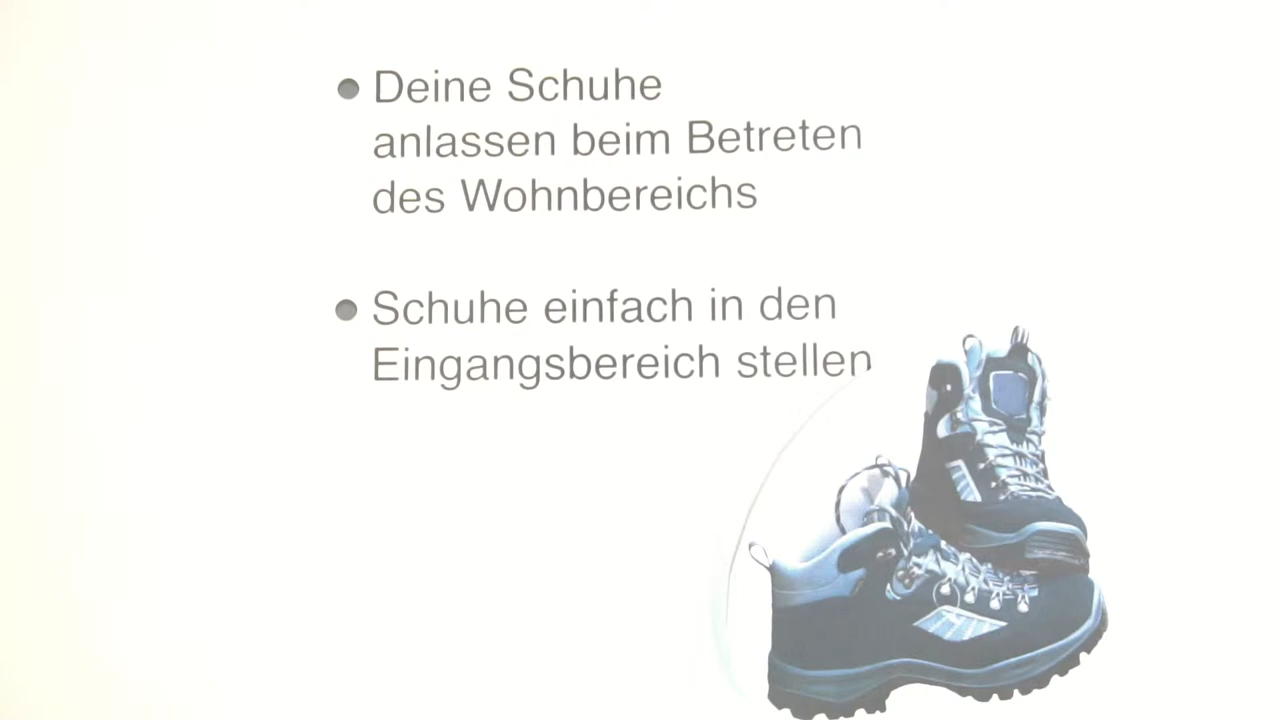 Deine Schuhe
anlassen beim Betreten
des Wohnbereichs
Schuhe einfach in den
Eingangsbereich stellen